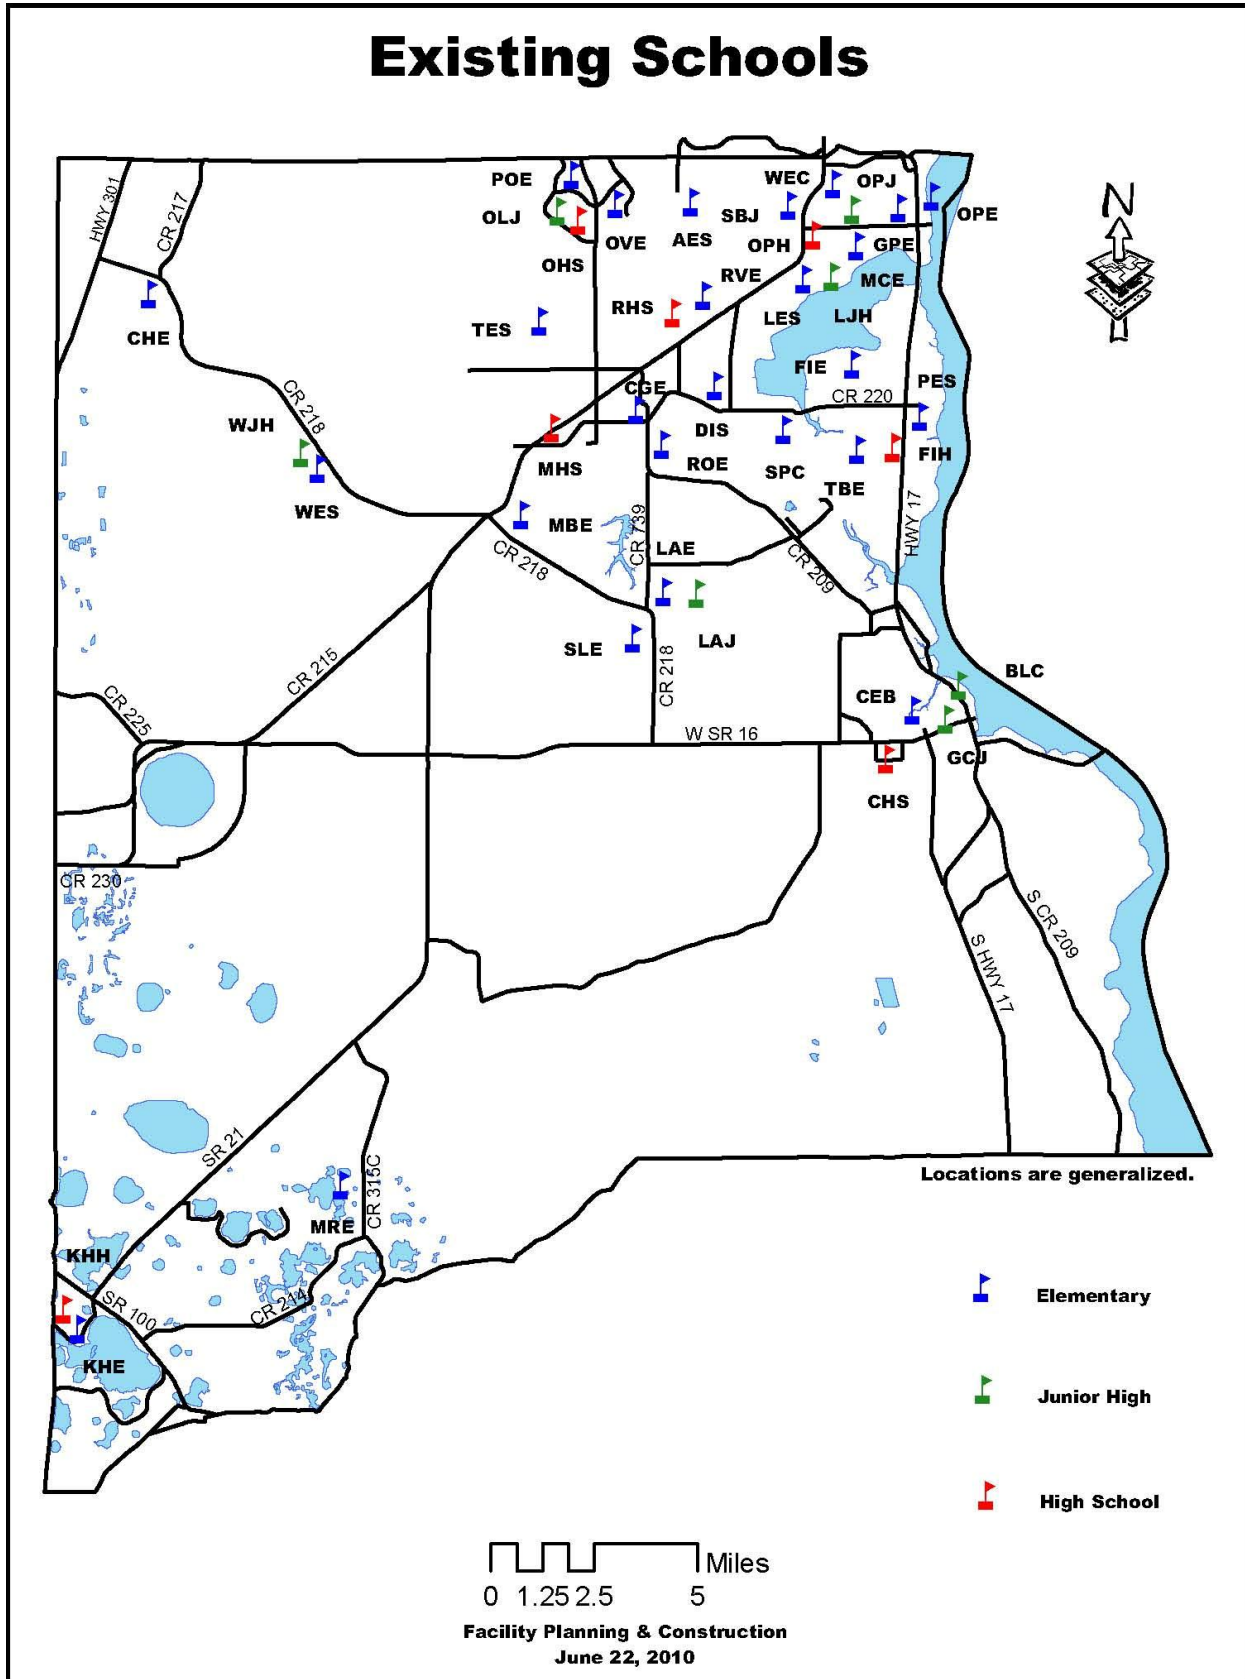 Existing Schools
HWY 301
CR 217
POE
WEC
OPJ
OLJ
SBJ
OPE
OVE
AES
OPH
GPE
OHS
RVE
MCE
N
CHE
TES
RHS
LES
LJH
FIE
CGE
PES
CR 220
CR 218
WJH
DIS
MHS
ROE
SPC
FIH
TBE
WES
MBE
CR 739
HWY 17
LAE
CR 218
CR 209
SLE
LAJ
CR 215
CR 218
BLC
CEB
CR 225
W SR 16
GCJ
CHS
CR 230
S CR 209
S HWY 17
SR 21
CR 315C
Locations are generalized.
MRE
KHH
SR 100
CR 214
KHE
Elementary
Junior High
High School
Miles
0 1.25 2.5 5
Facility Planning & Construction
June 22, 2010